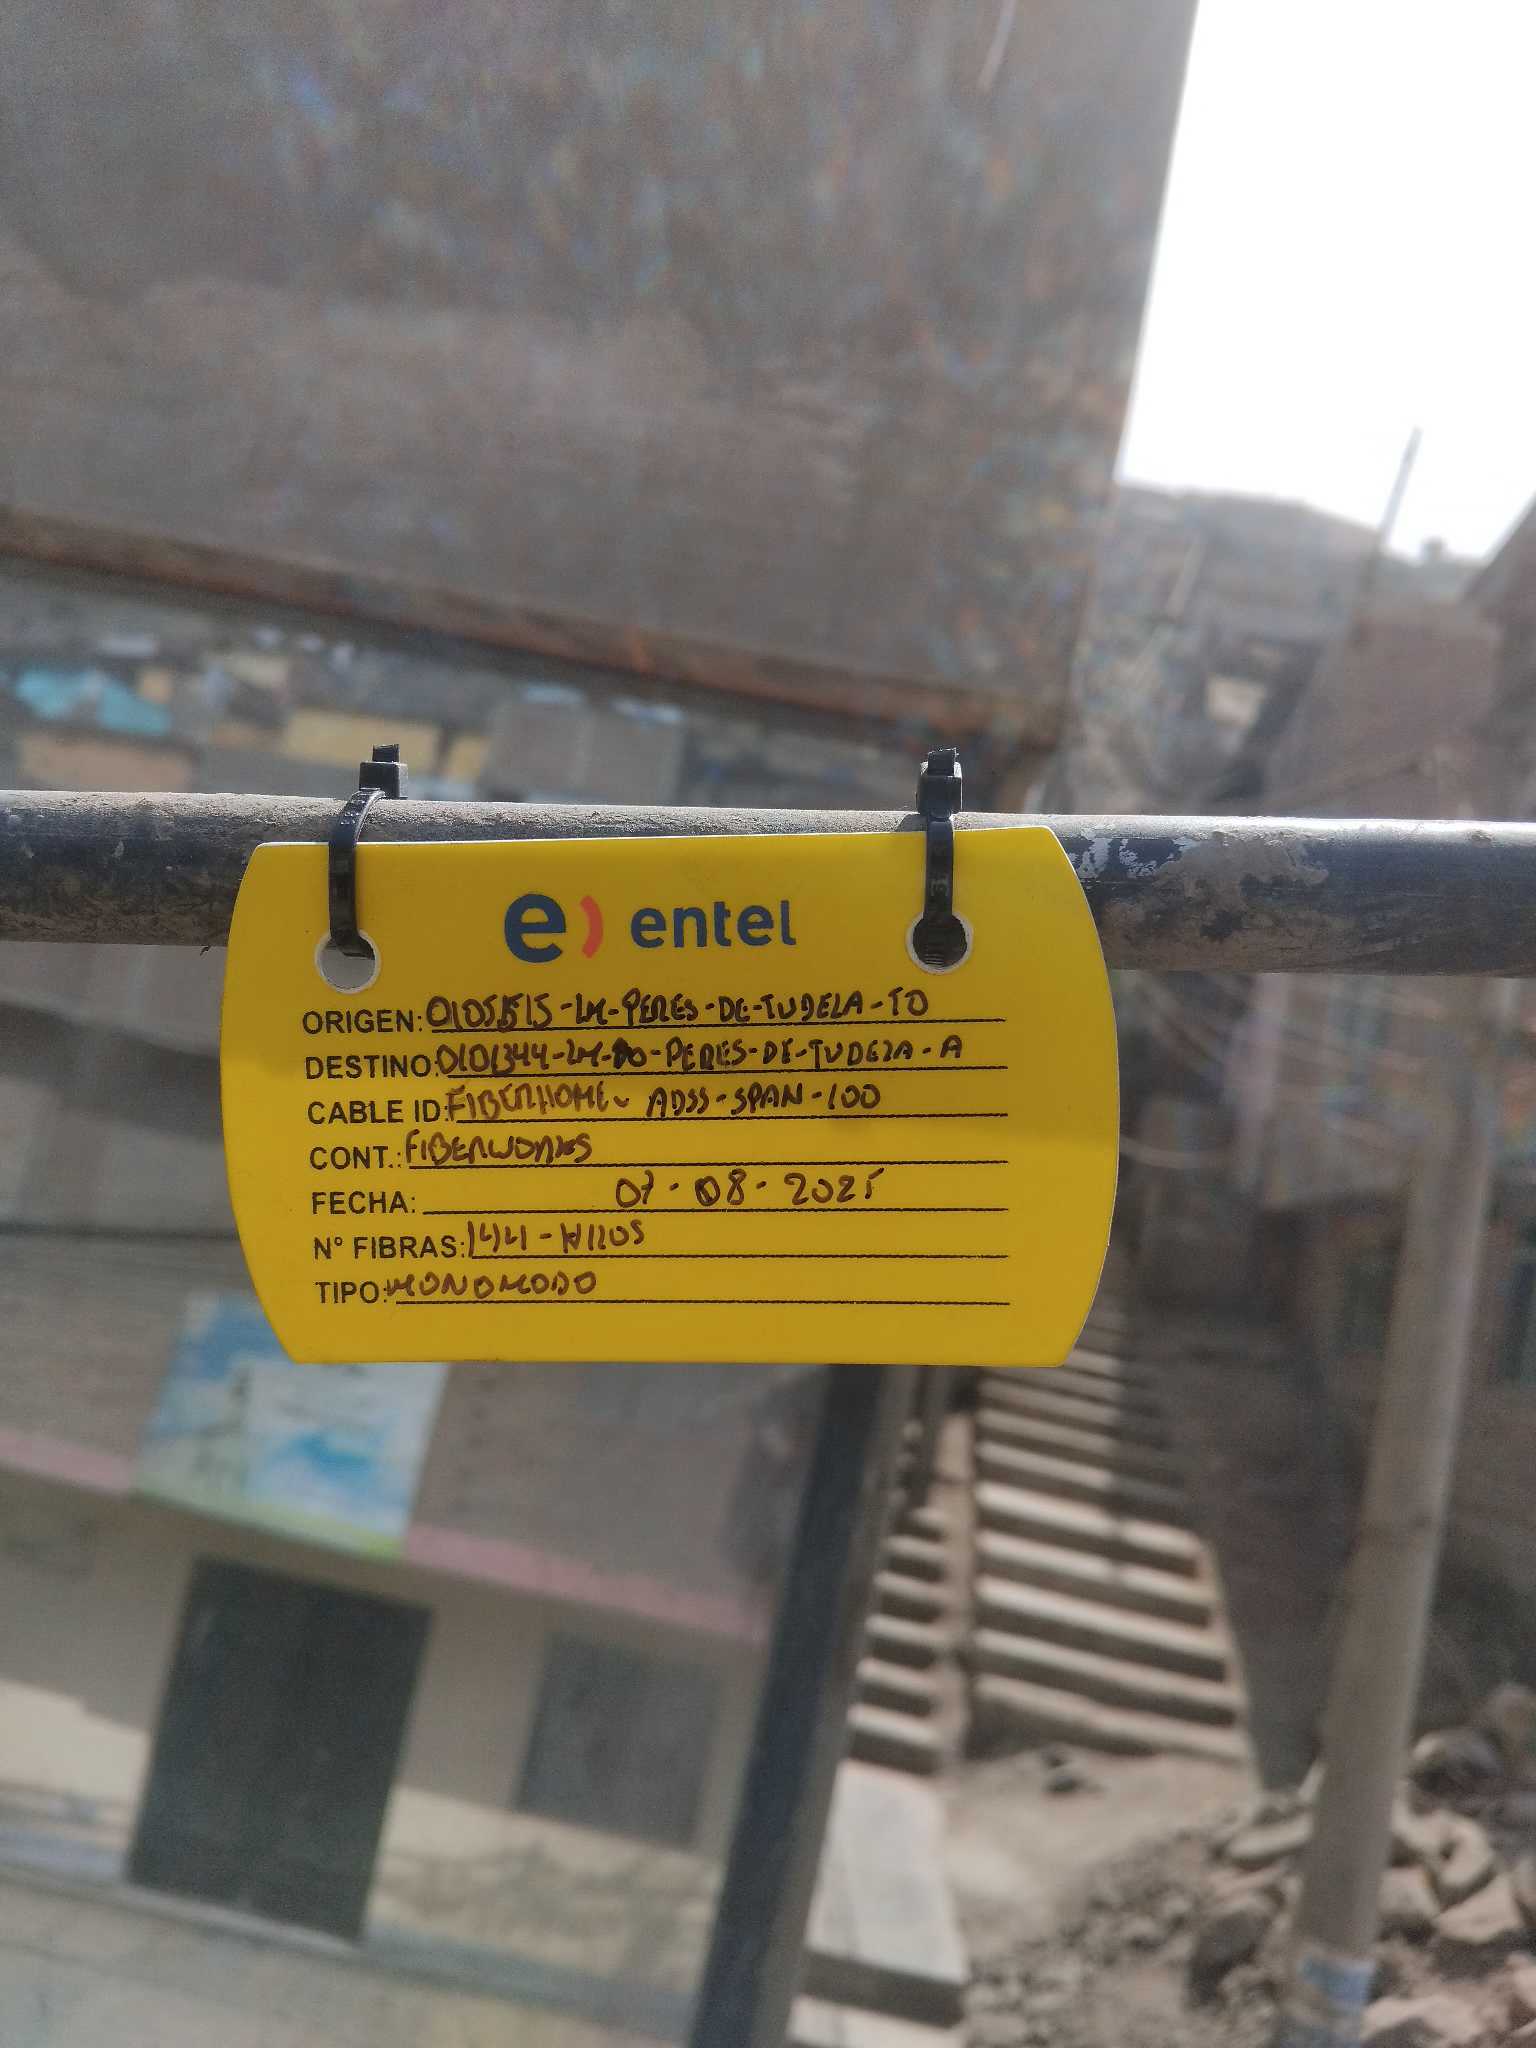 e) entel
ORIGEN: 0105515-LM-PERES-DE-TUDELA-TO
DESTINO: 0101344-LM-DO-PERES-DE-TUDELA-A
CABLE ID: FIBERHOME- ADSS-SPAN-100
CONT.: FIBERWORKS
FECHA: 07-08-2025
N° FIBRAS: 144-HILOS
TIPO: MONOMODO